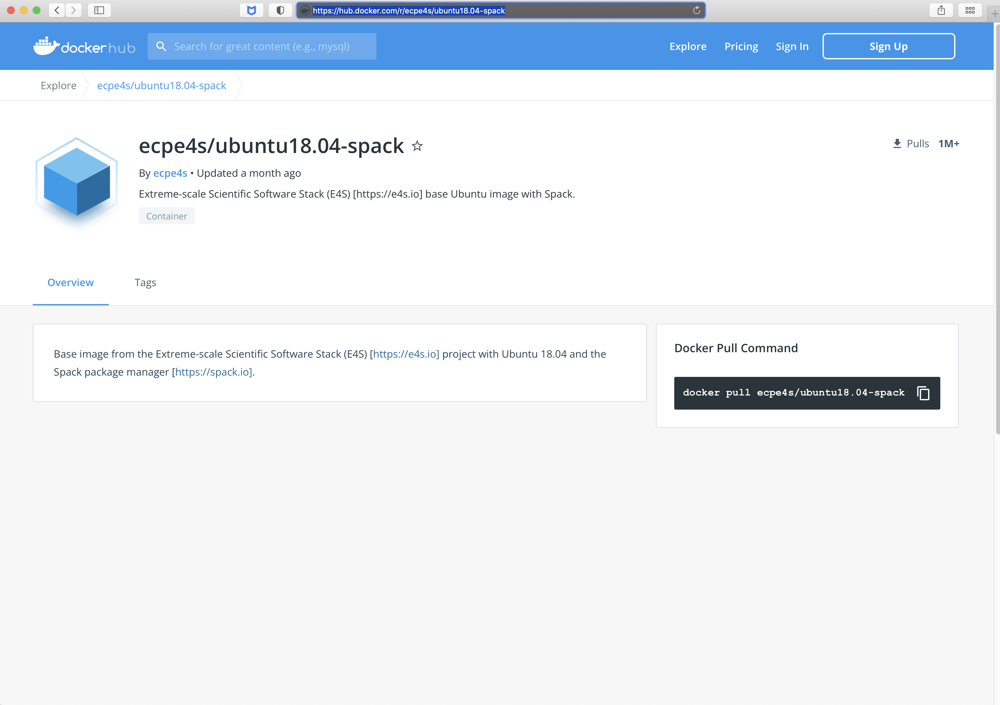 https://hub.docker.com/r/ecpe4s/ubuntu18.04-spack
dockerhub
Search for great content (e.g., mysql)
Explore
Pricing
Sign In
Sign Up
Explore
ecpe4s/ubuntu18.04-spack
ecpe4s/ubuntu18.04-spack
Pulls 1M+
By ecpe4s • Updated a month ago
Extreme-scale Scientific Software Stack (E4S) [https://e4s.io] base Ubuntu image with Spack.
Container
Overview
Tags
Base image from the Extreme-scale Scientific Software Stack (E4S) [https://e4s.io] project with Ubuntu 18.04 and the
Spack package manager [https://spack.io].
Docker Pull Command
docker pull ecpe4s/ubuntu18.04-spack